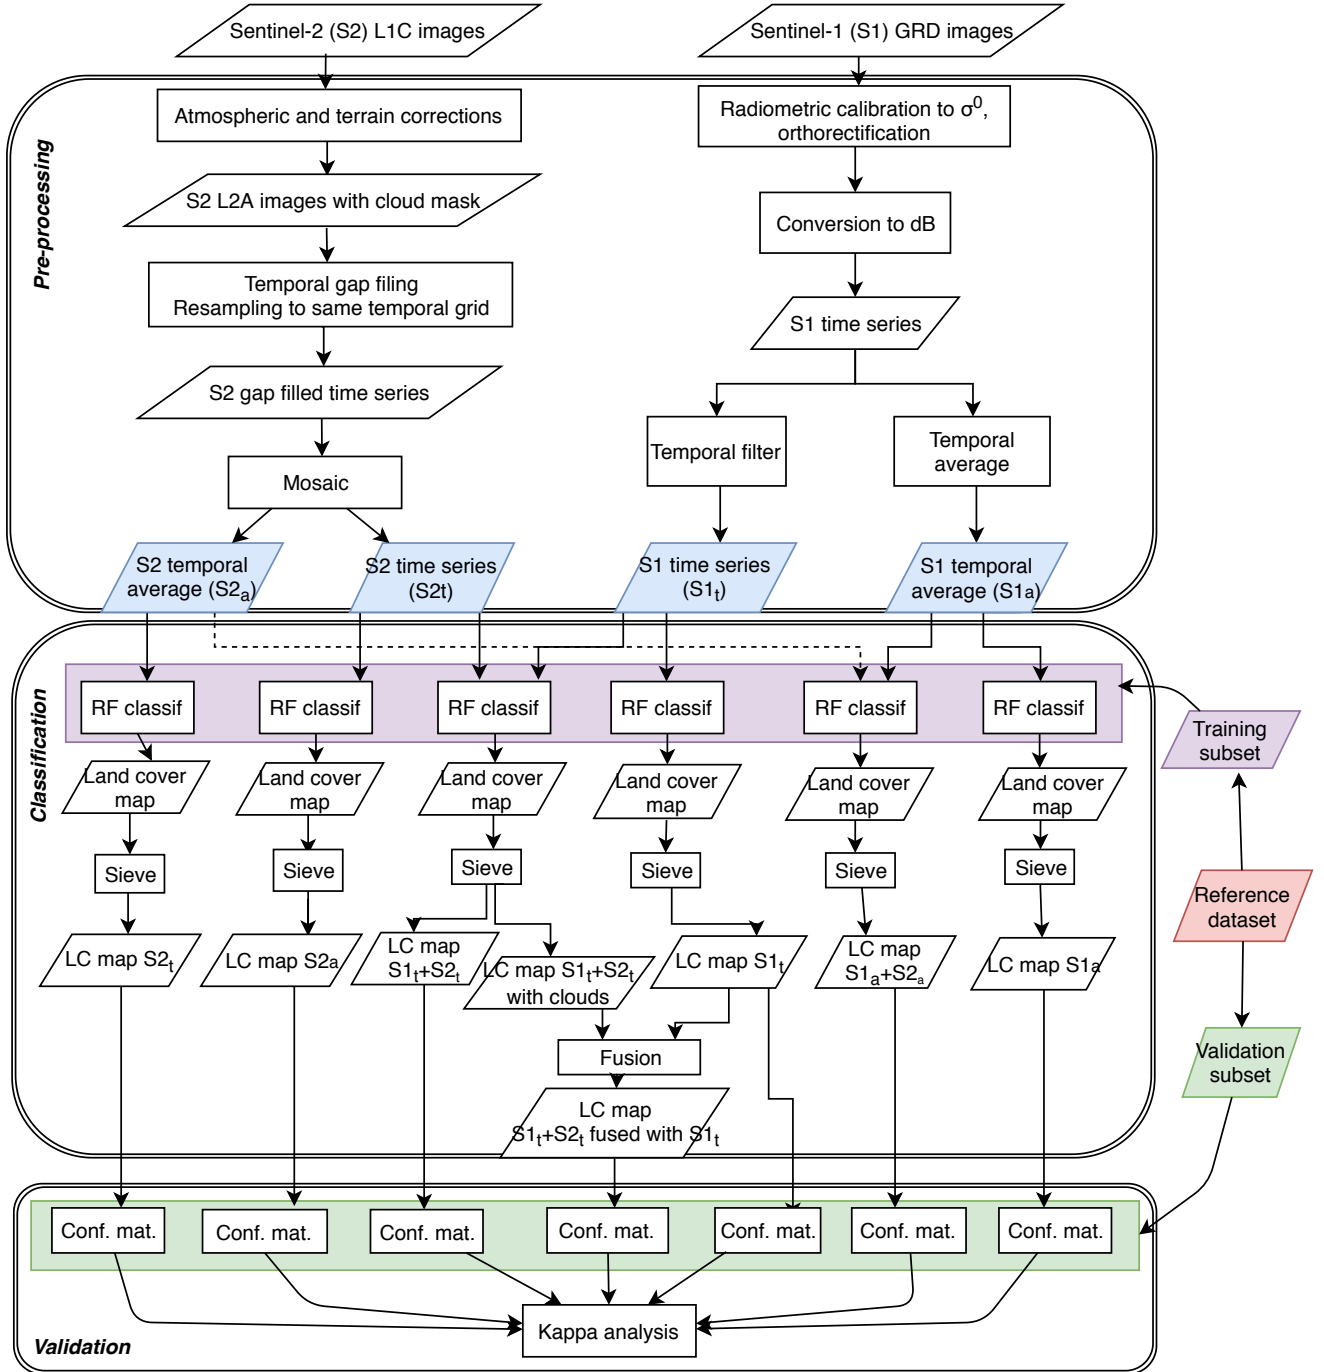 Sentinel-2 (S2) L1C images
Sentinel-1 (S1) GRD images
Pre-processing
Atmospheric and terrain corrections
Radiometric calibration to σ⁰,
orthorectification
S2 L2A images with cloud mask
Conversion to dB
Temporal gap filing
Resampling to same temporal grid
S1 time series
S2 gap filled time series
Temporal filter
Temporal
average
Mosaic
S2 temporal
average (S2ₐ)
S2 time series
(S2t)
S1 time series
(S1ₜ)
S1 temporal
average (S1a)
Classification
RF classif
RF classif
RF classif
RF classif
RF classif
RF classif
Training
subset
Land cover
map
Land cover
map
Land cover
map
Land cover
map
Land cover
map
Land cover
map
Sieve
Sieve
Sieve
Sieve
Sieve
Sieve
Reference
dataset
LC map S2ₜ
LC map S2a
LC map
S1ₜ+S2ₜ
LC map S1ₜ+S2ₜ
with clouds
LC map S1ₜ
LC map
S1ₐ+S2ₐ
LC map S1a
Fusion
Validation
subset
LC map
S1ₜ+S2ₜ fused with S1ₜ
Conf. mat.
Conf. mat.
Conf. mat.
Conf. mat.
Conf. mat.
Conf. mat.
Conf. mat.
Kappa analysis
Validation